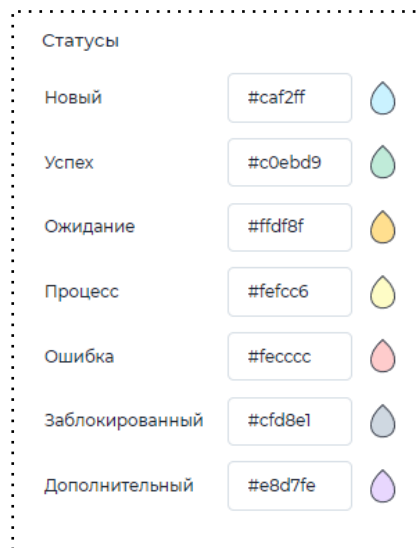 Статусы
Новый #caf2ff
Успех #c0ebd9
Ожидание #ffdf8f
Процесс #fefcc6
Ошибка #fecccc
Заблокированный #cfd8e1
Дополнительный #e8d7fe